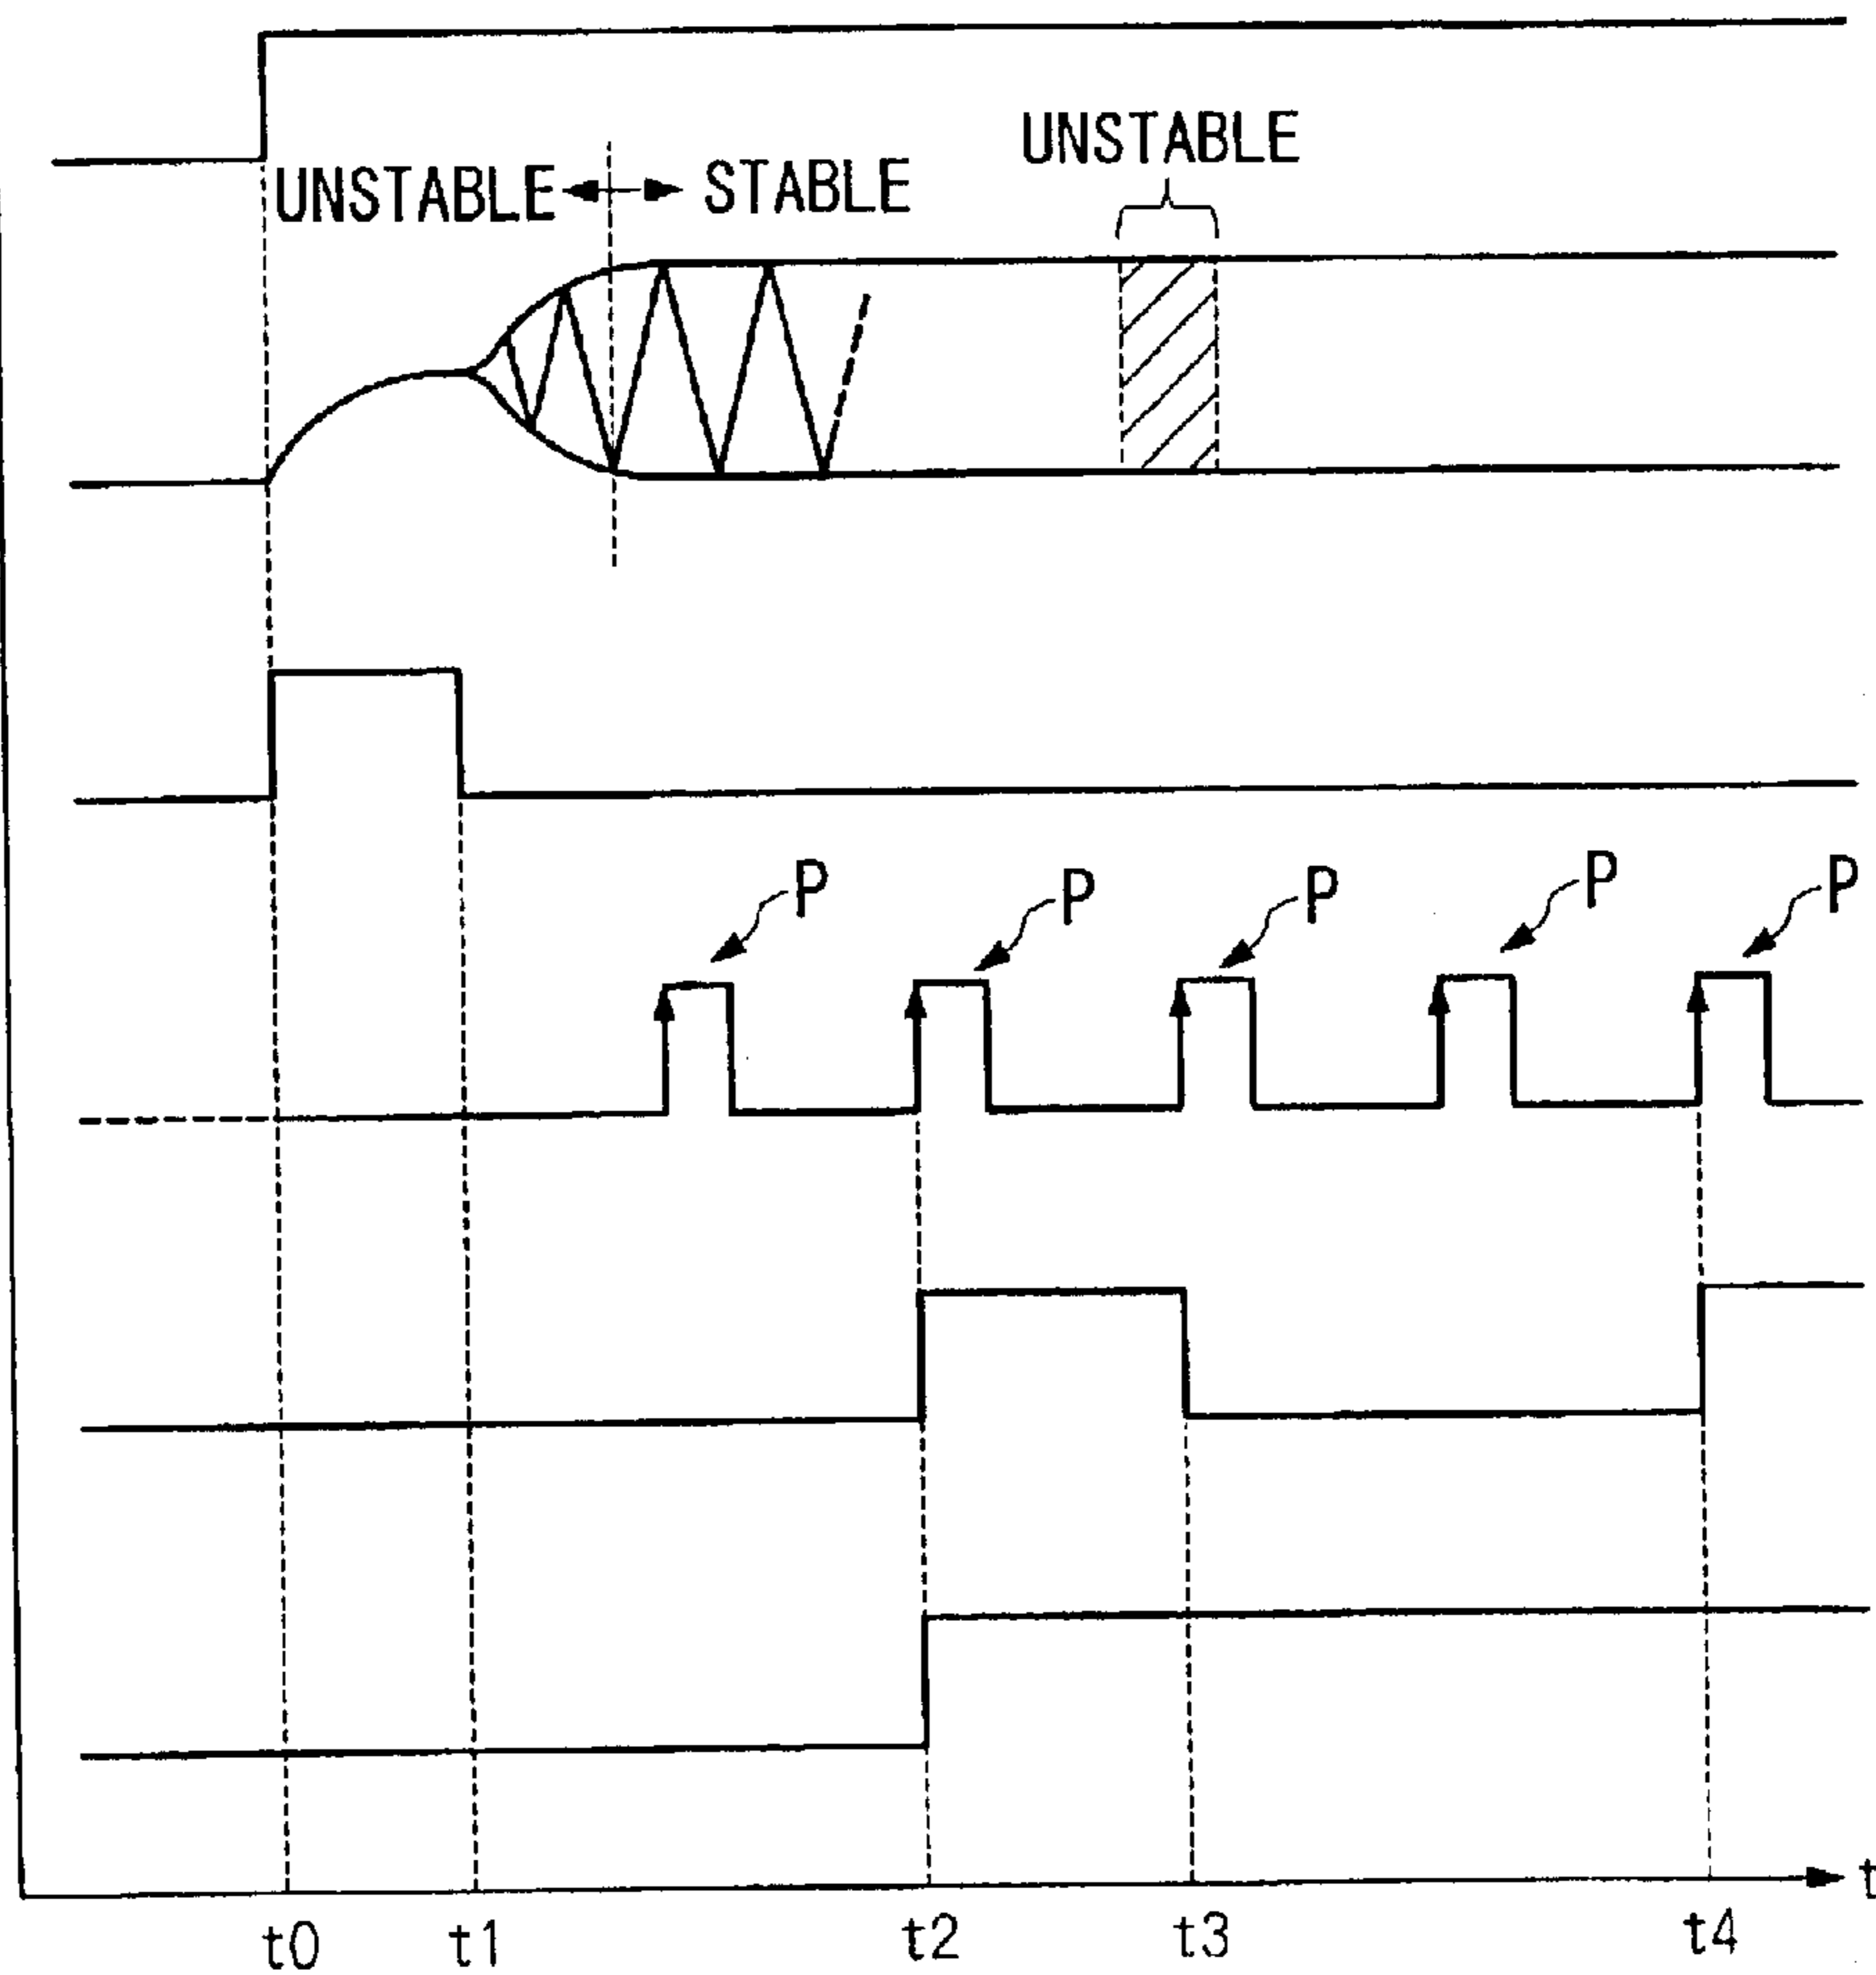 UNSTABLE
UNSTABLE STABLE
P P P P P
t
t0 t1 t2 t3 t4